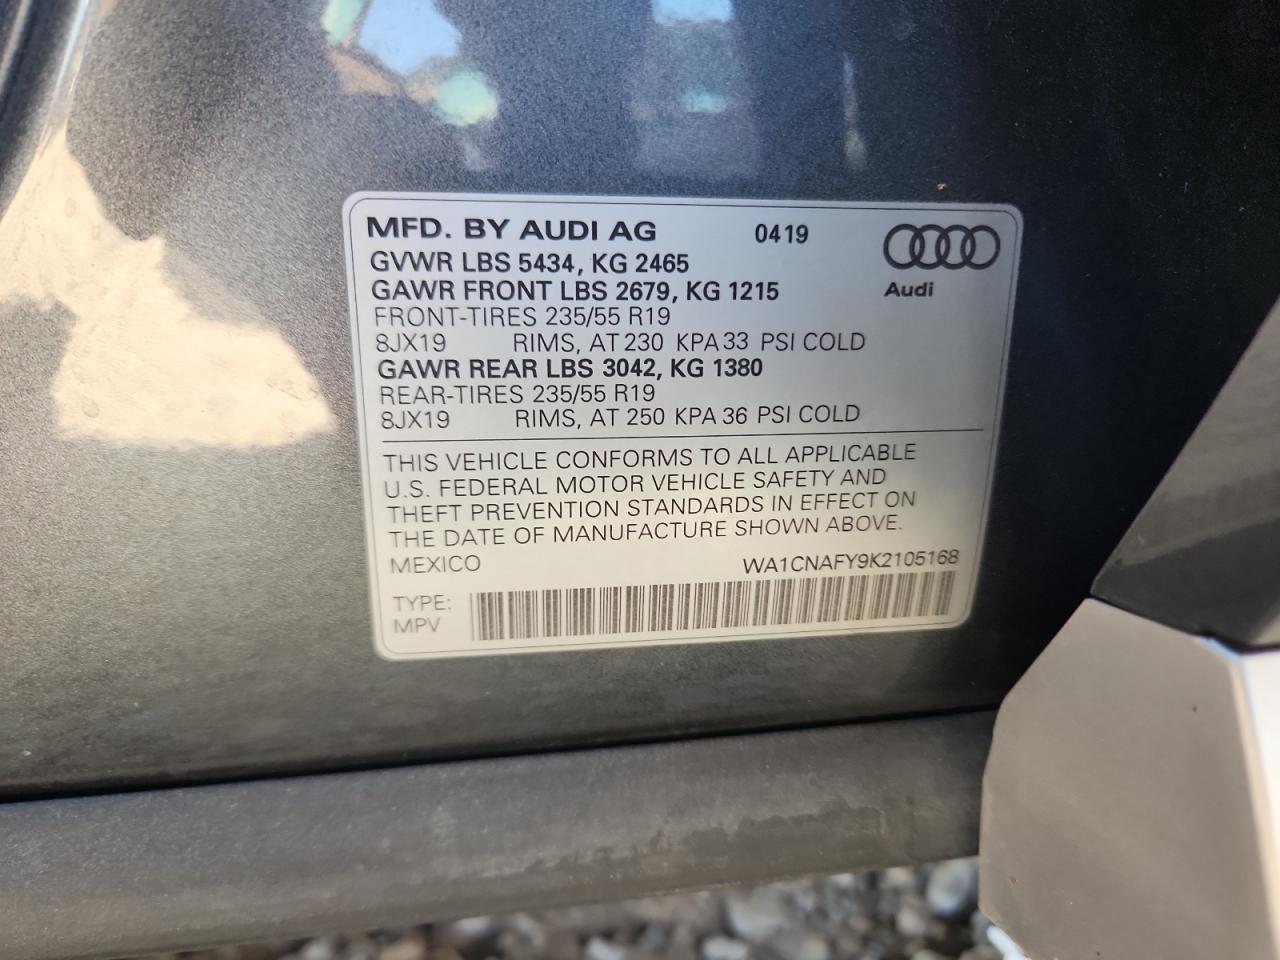 MFD. BY AUDI AG 0419
GVWR LBS 5434, KG 2465
GAWR FRONT LBS 2679, KG 1215
Audi
FRONT-TIRES 235/55 R19
8JX19 RIMS, AT 230 KPA 33 PSI COLD
GAWR REAR LBS 3042, KG 1380
REAR-TIRES 235/55 R19
8JX19 RIMS, AT 250 KPA 36 PSI COLD
THIS VEHICLE CONFORMS TO ALL APPLICABLE
U.S. FEDERAL MOTOR VEHICLE SAFETY AND
THEFT PREVENTION STANDARDS IN EFFECT ON
THE DATE OF MANUFACTURE SHOWN ABOVE.
MEXICO WA1CNAFY9K2105168
TYPE:
MPV